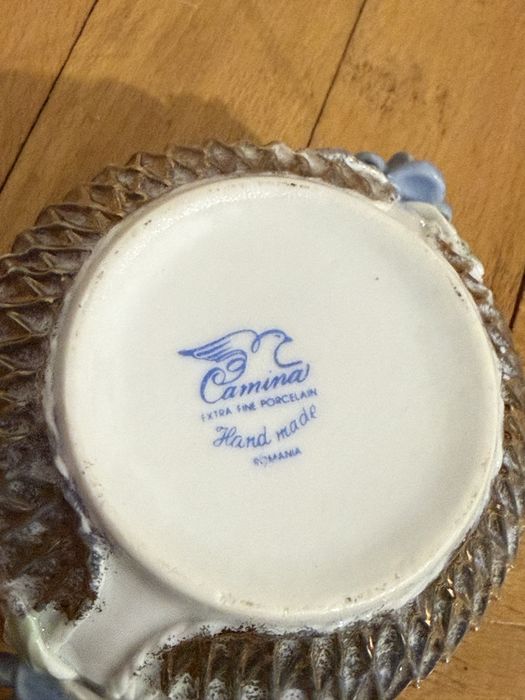 Camina
EXTRA FINE PORCELAIN
Hand made
ROMANIA